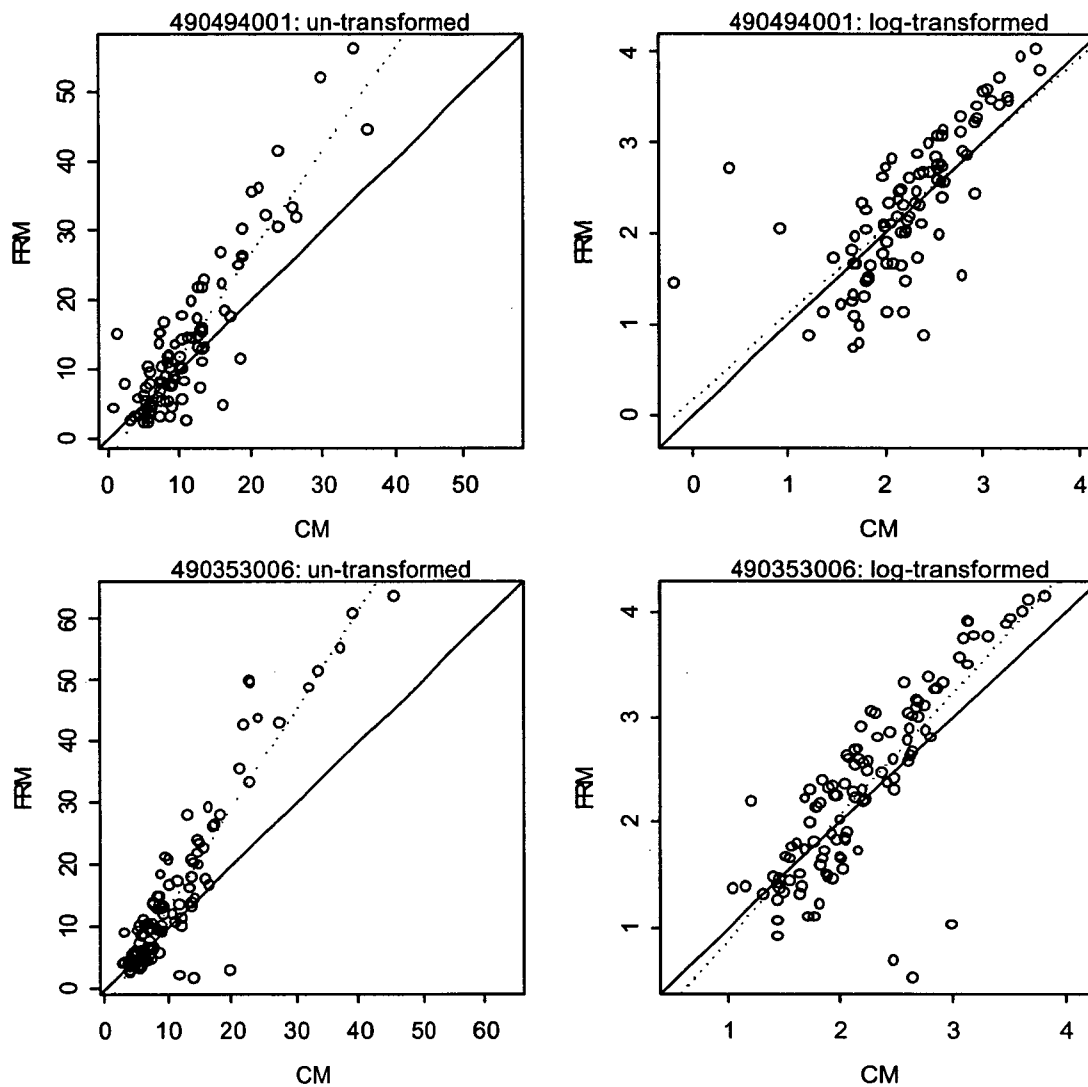 490494001: un-transformed
50
40
30
20
10
0
FRM
0 10 20 30 40 50
CM
490494001: log-transformed
4
3
2
1
0
FRM
0 1 2 3 4
CM
490353006: un-transformed
60
50
40
30
20
10
0
FRM
0 10 20 30 40 50 60
CM
490353006: log-transformed
4
3
2
1
FRM
1 2 3 4
CM